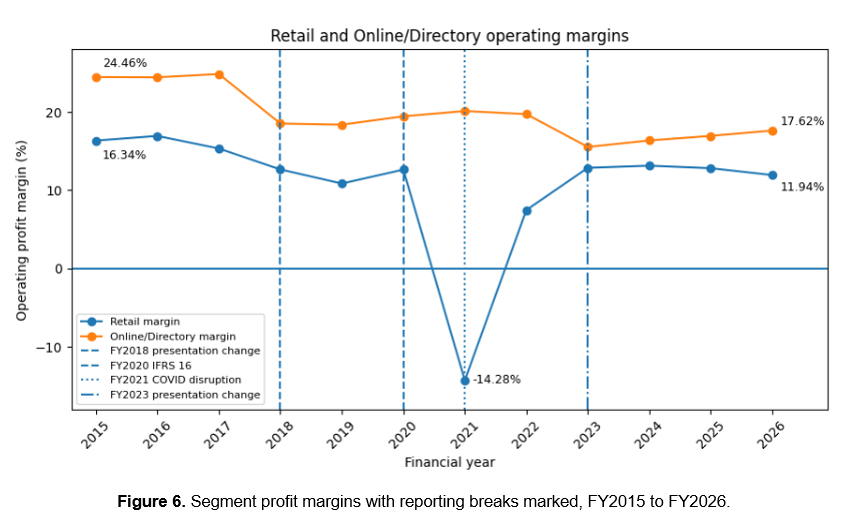 Retail and Online/Directory operating margins
Operating profit margin (%)
20
10
0
−10
24.46%
16.34%
17.62%
11.94%
-14.28%
Retail margin
Online/Directory margin
FY2018 presentation change
FY2020 IFRS 16
FY2021 COVID disruption
FY2023 presentation change
2015 2016 2017 2018 2019 2020 2021 2022 2023 2024 2025 2026
Financial year
Figure 6. Segment profit margins with reporting breaks marked, FY2015 to FY2026.